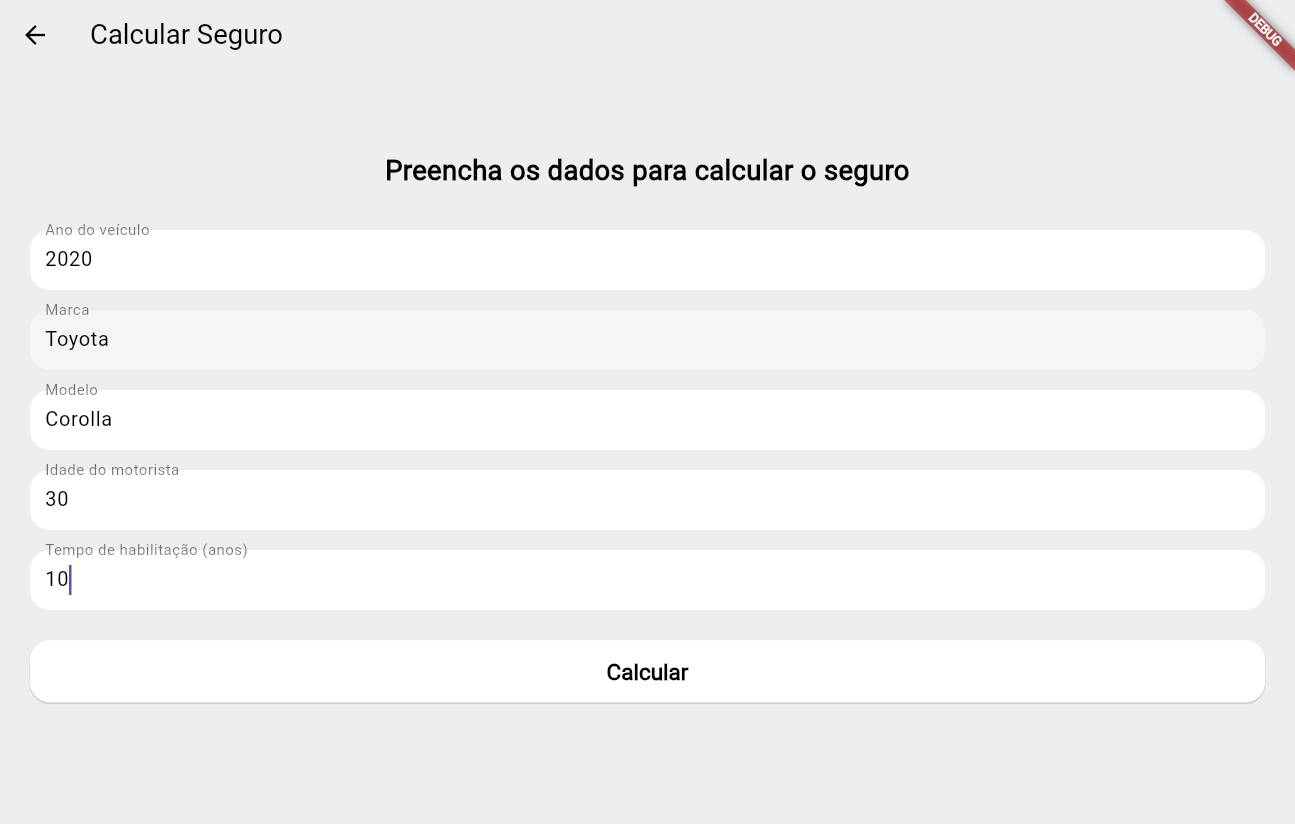 Calcular Seguro
DEBUG
Preencha os dados para calcular o seguro
Ano do veículo
2020
Marca
Toyota
Modelo
Corolla
Idade do motorista
30
Tempo de habilitação (anos)
10
Calcular